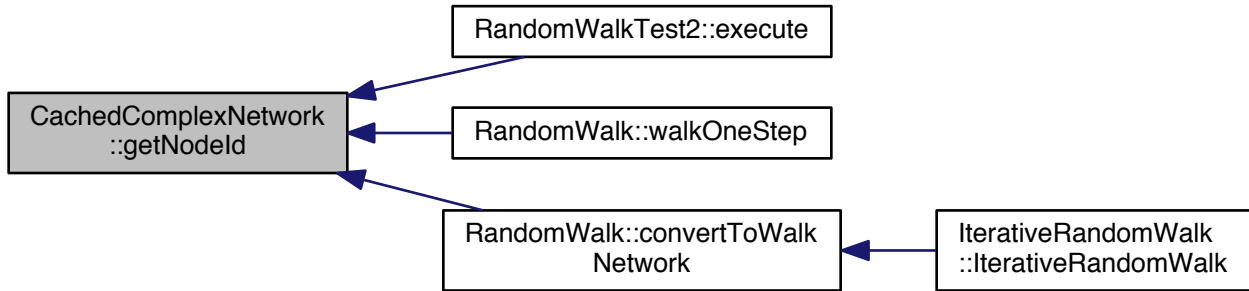 CachedComplexNetwork
::getNodeId
RandomWalkTest2::execute
RandomWalk::walkOneStep
RandomWalk::convertToWalk
Network
IterativeRandomWalk
::IterativeRandomWalk